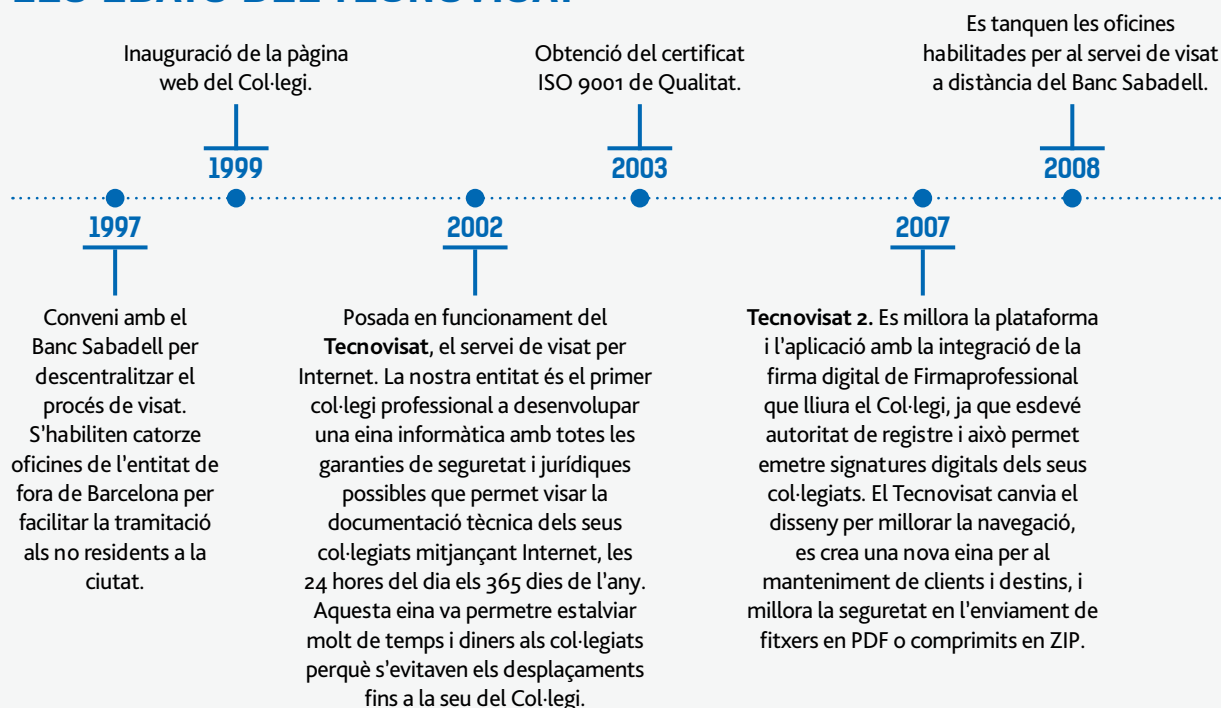 LES EDATS DEL TECNOVISAT
Inauguració de la pàgina
web del Col·legi.
1999
Obtenció del certificat
ISO 9001 de Qualitat.
2003
Es tanquen les oficines
habilitades per al servei de visat
a distància del Banc Sabadell.
2008
1997
Conveni amb el
Banc Sabadell per
descentralitzar el
procés de visat.
S'habiliten catorze
oficines de l'entitat de
fora de Barcelona per
facilitar la tramitació
als no residents a la
ciutat.
2002
Posada en funcionament del
Tecnovisat, el servei de visat per
Internet. La nostra entitat és el primer
col·legi professional a desenvolupar
una eina informàtica amb totes les
garanties de seguretat i jurídiques
possibles que permet visar la
documentació tècnica dels seus
col·legiats mitjançant Internet, les
24 hores del dia els 365 dies de l'any.
Aquesta eina va permetre estalviar
molt de temps i diners als col·legiats
perquè s'evitaven els desplaçaments
fins a la seu del Col·legi.
2007
Tecnovisat 2. Es millora la plataforma
i l'aplicació amb la integració de la
firma digital de Firmaprofessional
que lliura el Col·legi, ja que esdevé
autoritat de registre i això permet
emetre signatures digitals dels seus
col·legiats. El Tecnovisat canvia el
disseny per millorar la navegació,
es crea una nova eina per al
manteniment de clients i destins, i
millora la seguretat en l'enviament de
fitxers en PDF o comprimits en ZIP.